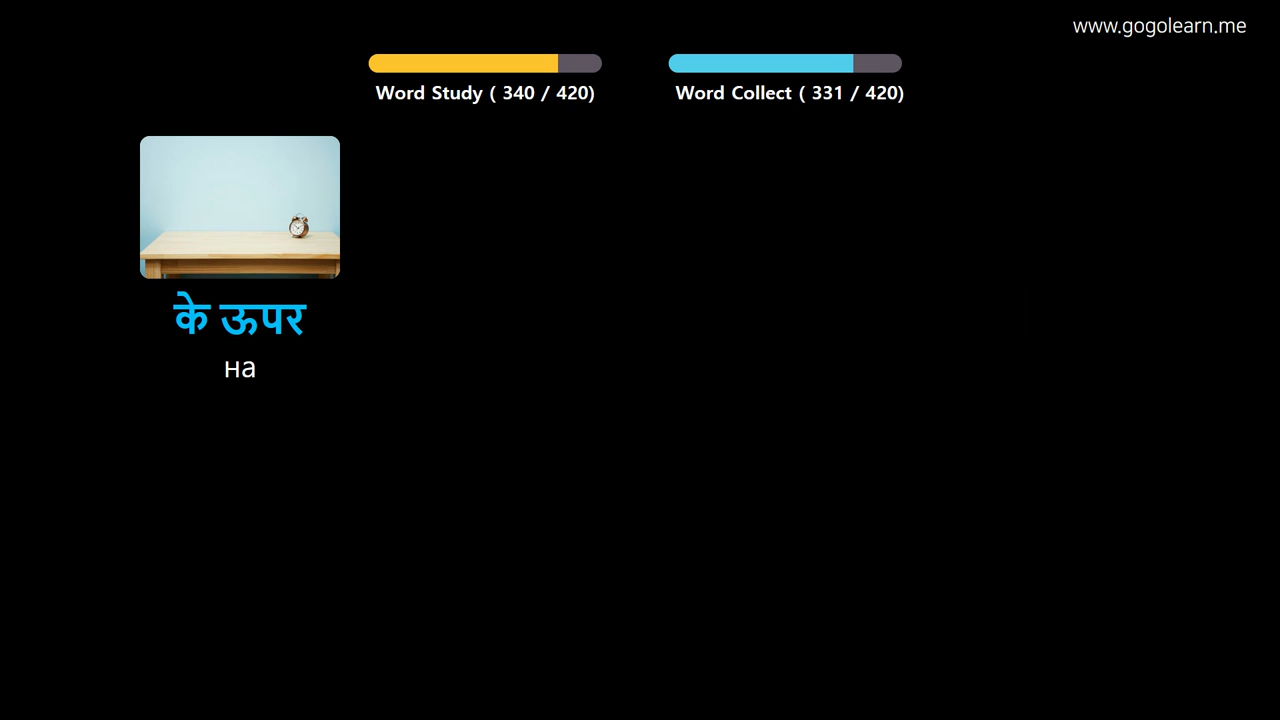 www.gogolearn.me
Word Study ( 340 / 420)
Word Collect ( 331 / 420)
के ऊपर
на